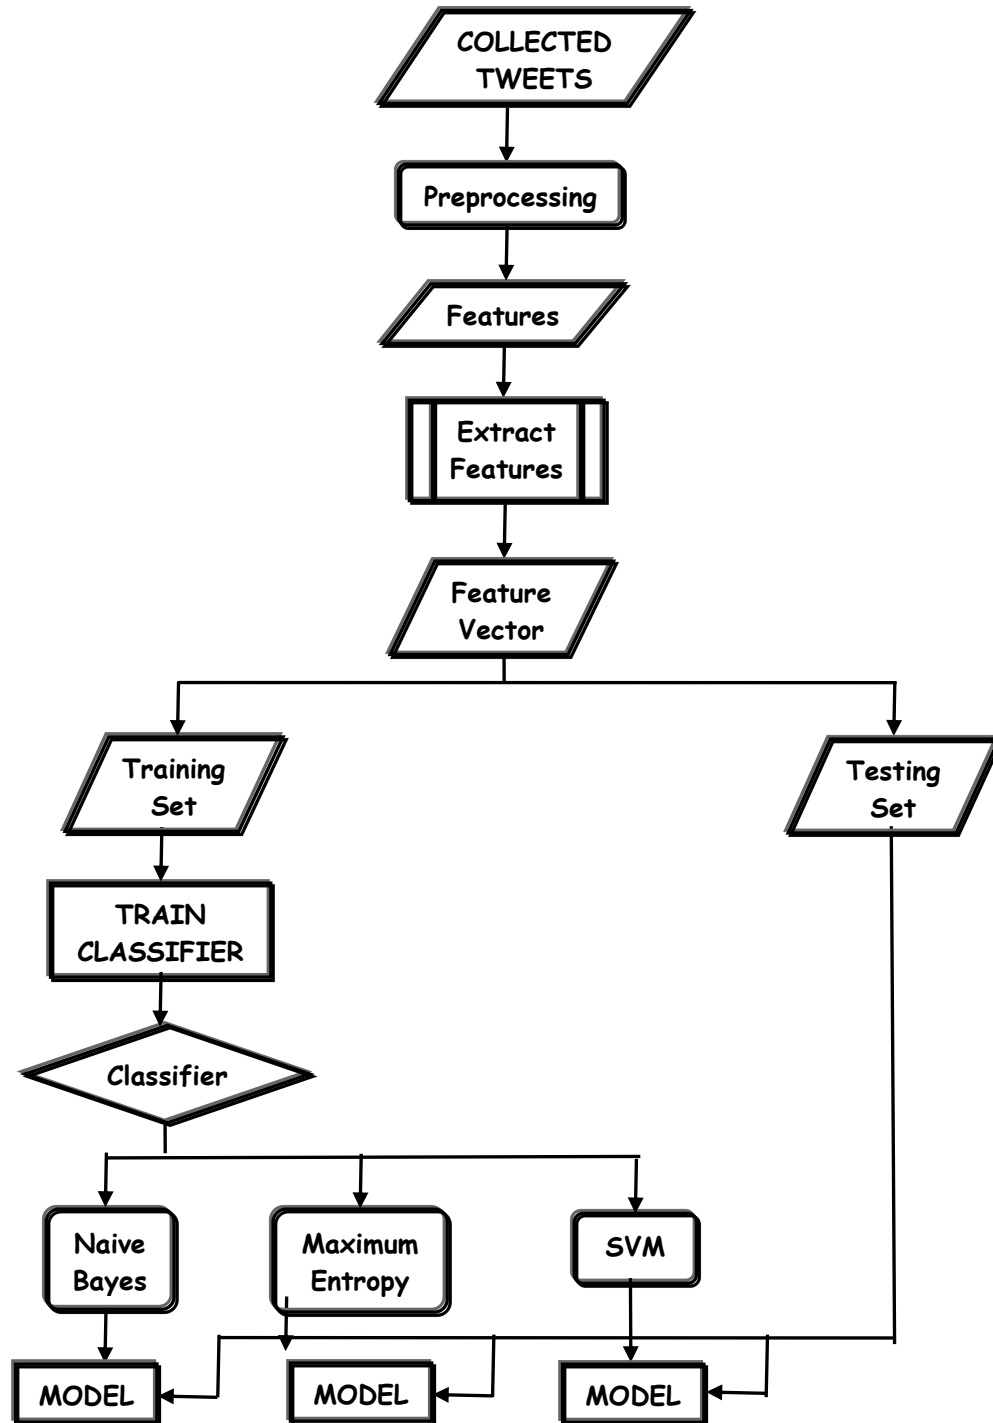 COLLECTED
TWEETS
Preprocessing
Features
Extract
Features
Feature
Vector
Training
Set
Testing
Set
TRAIN
CLASSIFIER
Classifier
Naive
Bayes
Maximum
Entropy
SVM
MODEL
MODEL
MODEL